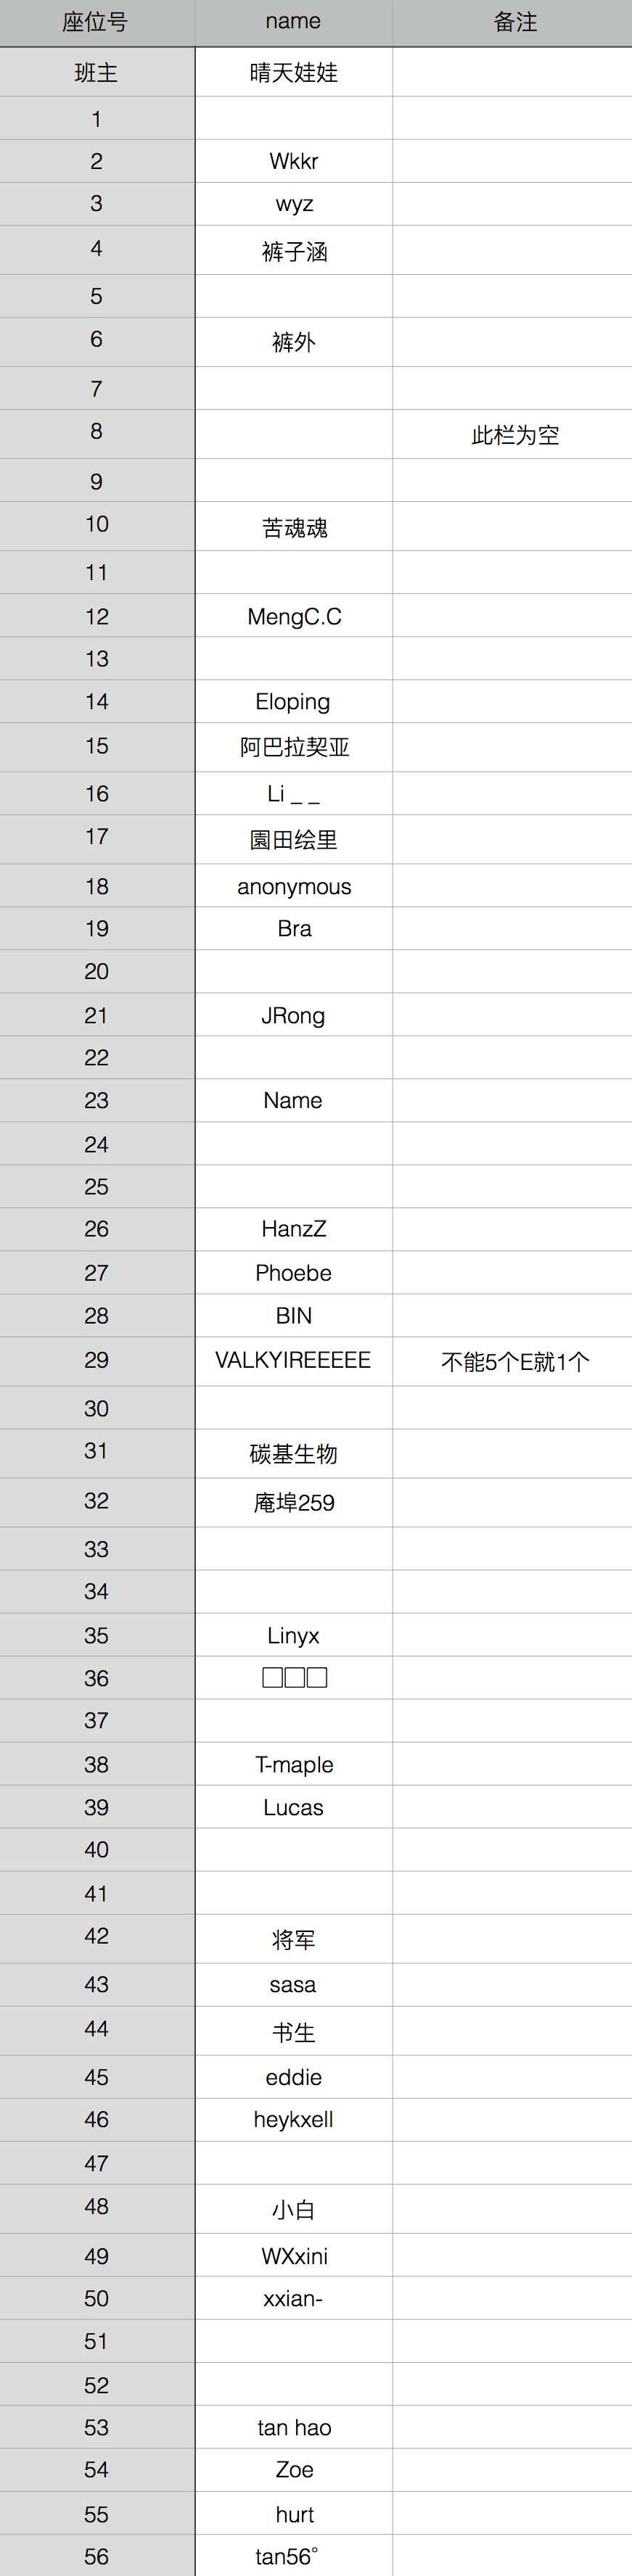 座位号 name 备注
班主 晴天娃娃
1
2 Wkkr
3 wyz
4 裤子涵
5
6 裤外
7
8 此栏为空
9
10 苦魂魂
11
12 MengC.C
13
14 Eloping
15 阿巴拉契亚
16 Li _ _
17 園田绘里
18 anonymous
19 Bra
20
21 JRong
22
23 Name
24
25
26 HanzZ
27 Phoebe
28 BIN
29 VALKYIREEEEE 不能5个E就1个
30
31 碳基生物
32 庵埠259
33
34
35 Linyx
36 □□□
37
38 T-maple
39 Lucas
40
41
42 将军
43 sasa
44 书生
45 eddie
46 heykxell
47
48 小白
49 WXxini
50 xxian-
51
52
53 tan hao
54 Zoe
55 hurt
56 tan56°